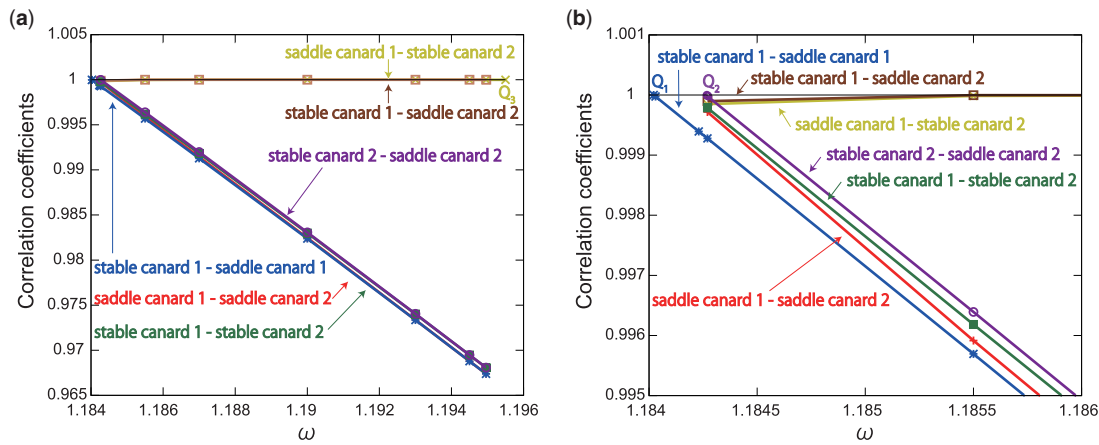 (a)
1.005
1
0.995
0.99
0.985
0.98
0.975
0.97
0.965
Correlation coefficients
saddle canard 1 - stable canard 2
Q3
stable canard 1 - saddle canard 2
stable canard 2 - saddle canard 2
stable canard 1 - saddle canard 1
saddle canard 1 - saddle canard 2
stable canard 1 - stable canard 2
1.184 1.186 1.188 1.19 1.192 1.194 1.196
ω
(b)
1.001
1
0.999
0.998
0.997
0.996
0.995
Correlation coefficients
stable canard 1 - saddle canard 1
Q1 Q2
stable canard 1 - saddle canard 2
saddle canard 1 - stable canard 2
stable canard 2 - saddle canard 2
stable canard 1 - stable canard 2
saddle canard 1 - saddle canard 2
1.184 1.1845 1.185 1.1855 1.186
ω